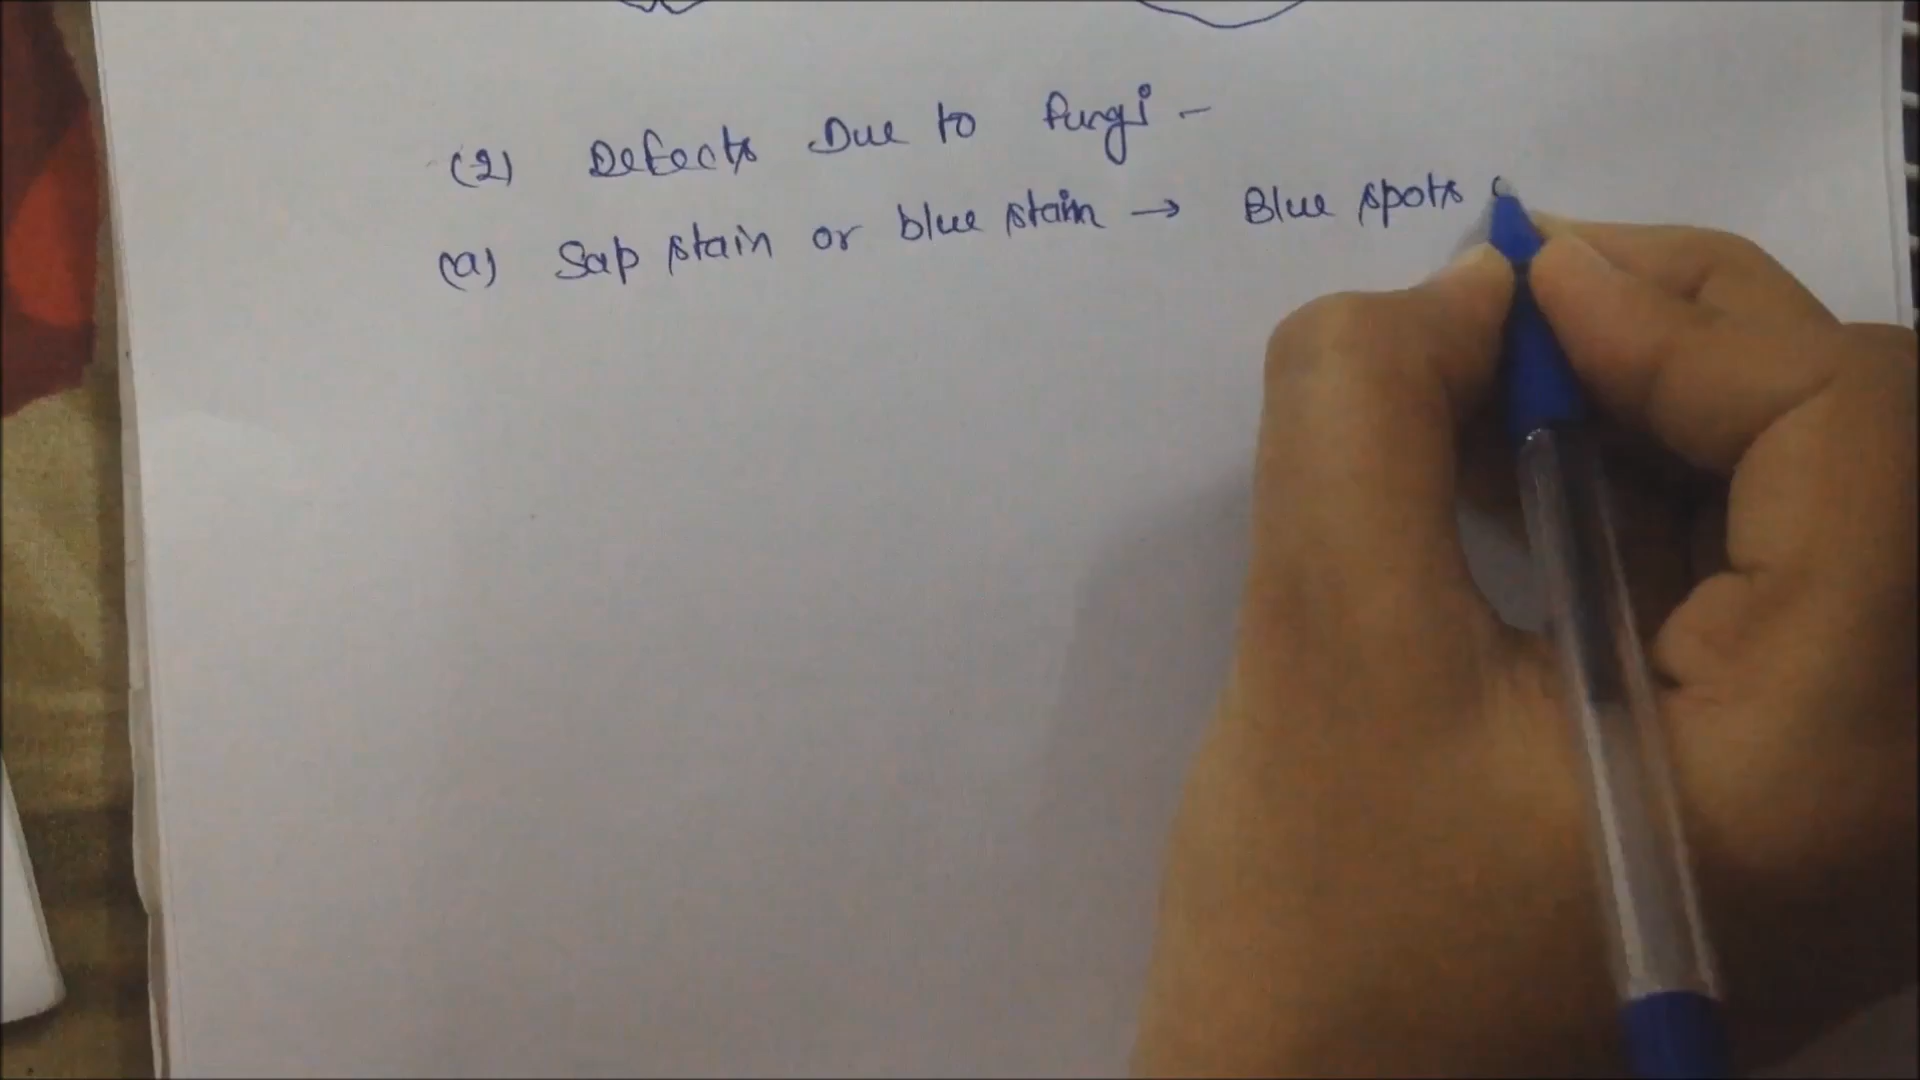 (2) Defects Due to fungi -
(a) Sap stain or blue stain → Blue spots